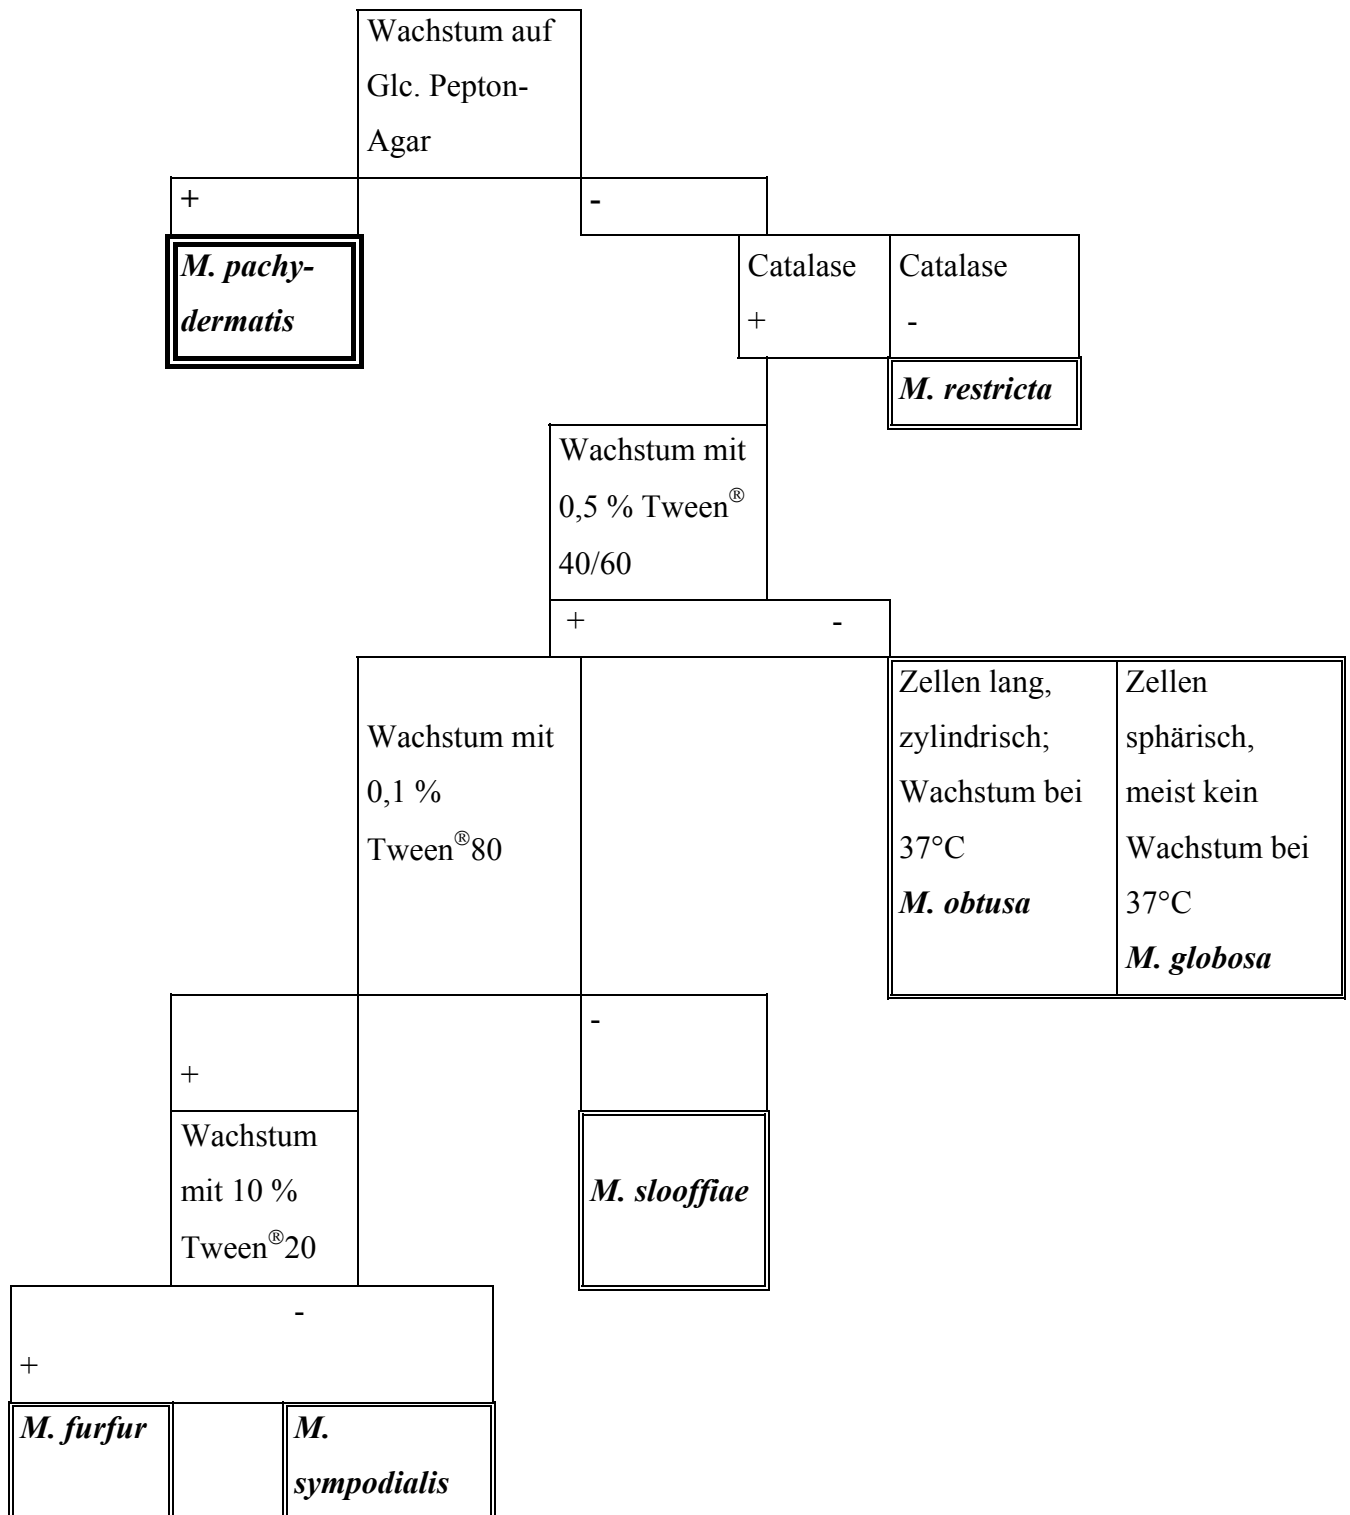 Wachstum auf
Glc. Pepton-
Agar
+
-
M. pachy-
dermatis
Catalase
+
Catalase
-
M. restricta
Wachstum mit
0,5 % Tween®
40/60
+
-
Wachstum mit
0,1 %
Tween®80
Zellen lang,
zylindrisch;
Wachstum bei
37°C
M. obtusa
Zellen
sphärisch,
meist kein
Wachstum bei
37°C
M. globosa
+
-
Wachstum
mit 10 %
Tween®20
M. slooffiae
+
-
M. furfur
M.
sympodialis